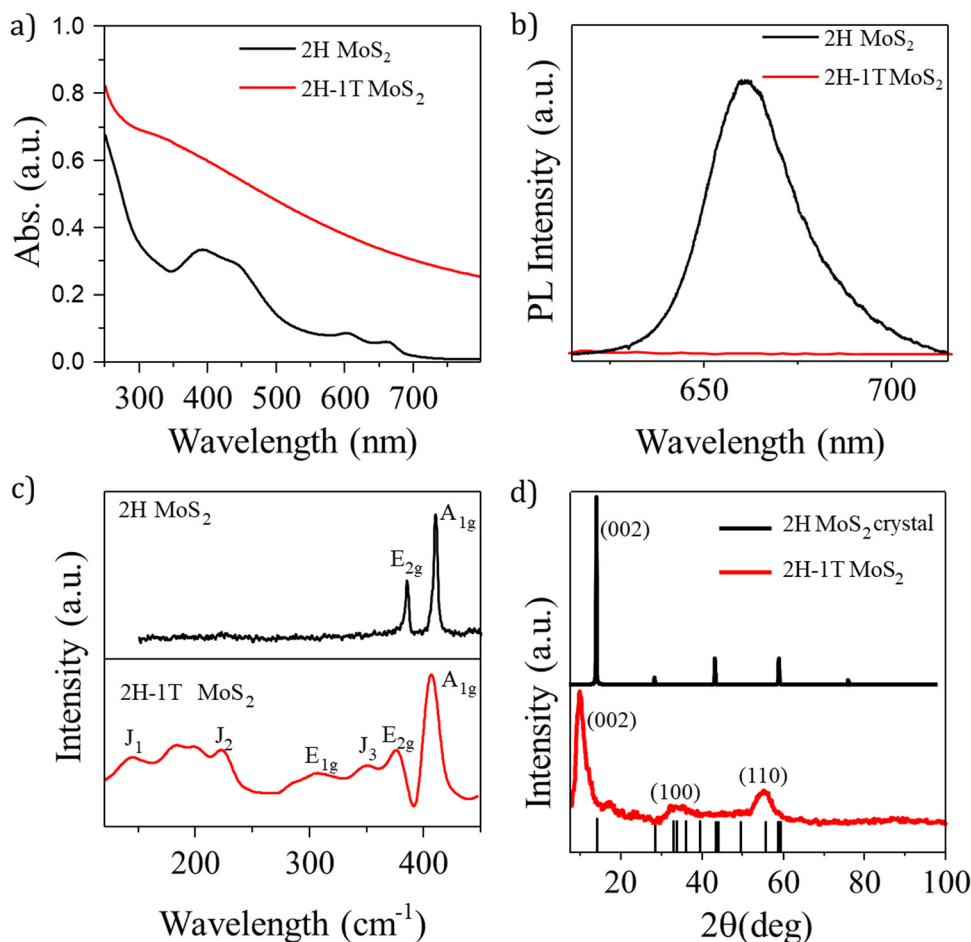 a)
1.0
0.8
0.6
0.4
0.2
0.0
Abs. (a.u.)
2H MoS₂
2H-1T MoS₂
300 400 500 600 700
Wavelength (nm)
b)
PL Intensity (a.u.)
2H MoS₂
2H-1T MoS₂
650 700
Wavelength (nm)
c)
Intensity (a.u.)
2H MoS₂
E₂g
A₁g
2H-1T MoS₂
J₁
J₂
E₁g
J₃
E₂g
A₁g
200 300 400
Wavelength (cm⁻¹)
d)
Intensity (a.u.)
(002)
2H MoS₂ crystal
2H-1T MoS₂
(002)
(100)
(110)
20 40 60 80 100
2θ(deg)